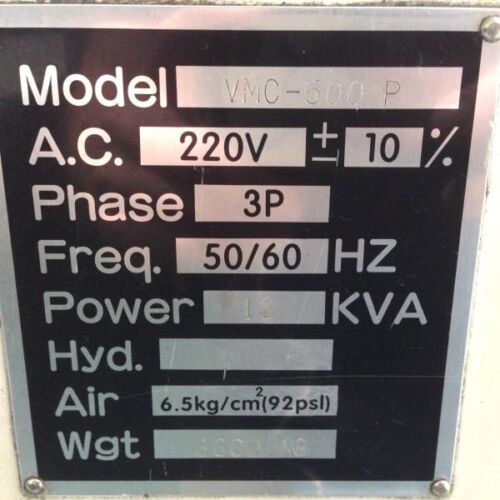 Model VMC-600 P
A.C. 220V ± 10 %
Phase 3P
Freq. 50/60 HZ
Power KVA
Hyd.
Air 6.5kg/cm²(92psl)
Wgt